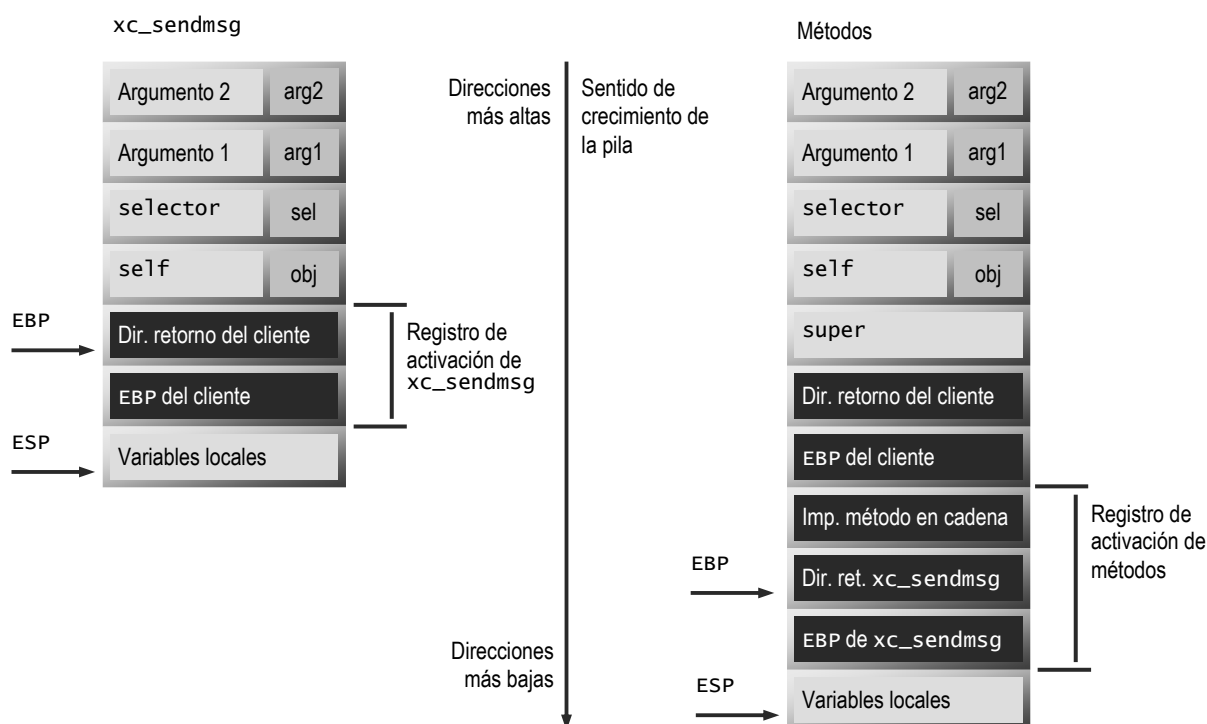 xc_sendmsg
Argumento 2
arg2
Argumento 1
arg1
selector
sel
self
obj
EBP
Dir. retorno del cliente
EBP del cliente
ESP
Variables locales
Registro de
activación de
xc_sendmsg
Direcciones
más altas
Sentido de
crecimiento de
la pila
Direcciones
más bajas
Métodos
Argumento 2
arg2
Argumento 1
arg1
selector
sel
self
obj
super
Dir. retorno del cliente
EBP del cliente
Imp. método en cadena
EBP
Dir. ret. xc_sendmsg
EBP de xc_sendmsg
ESP
Variables locales
Registro de
activación de
métodos